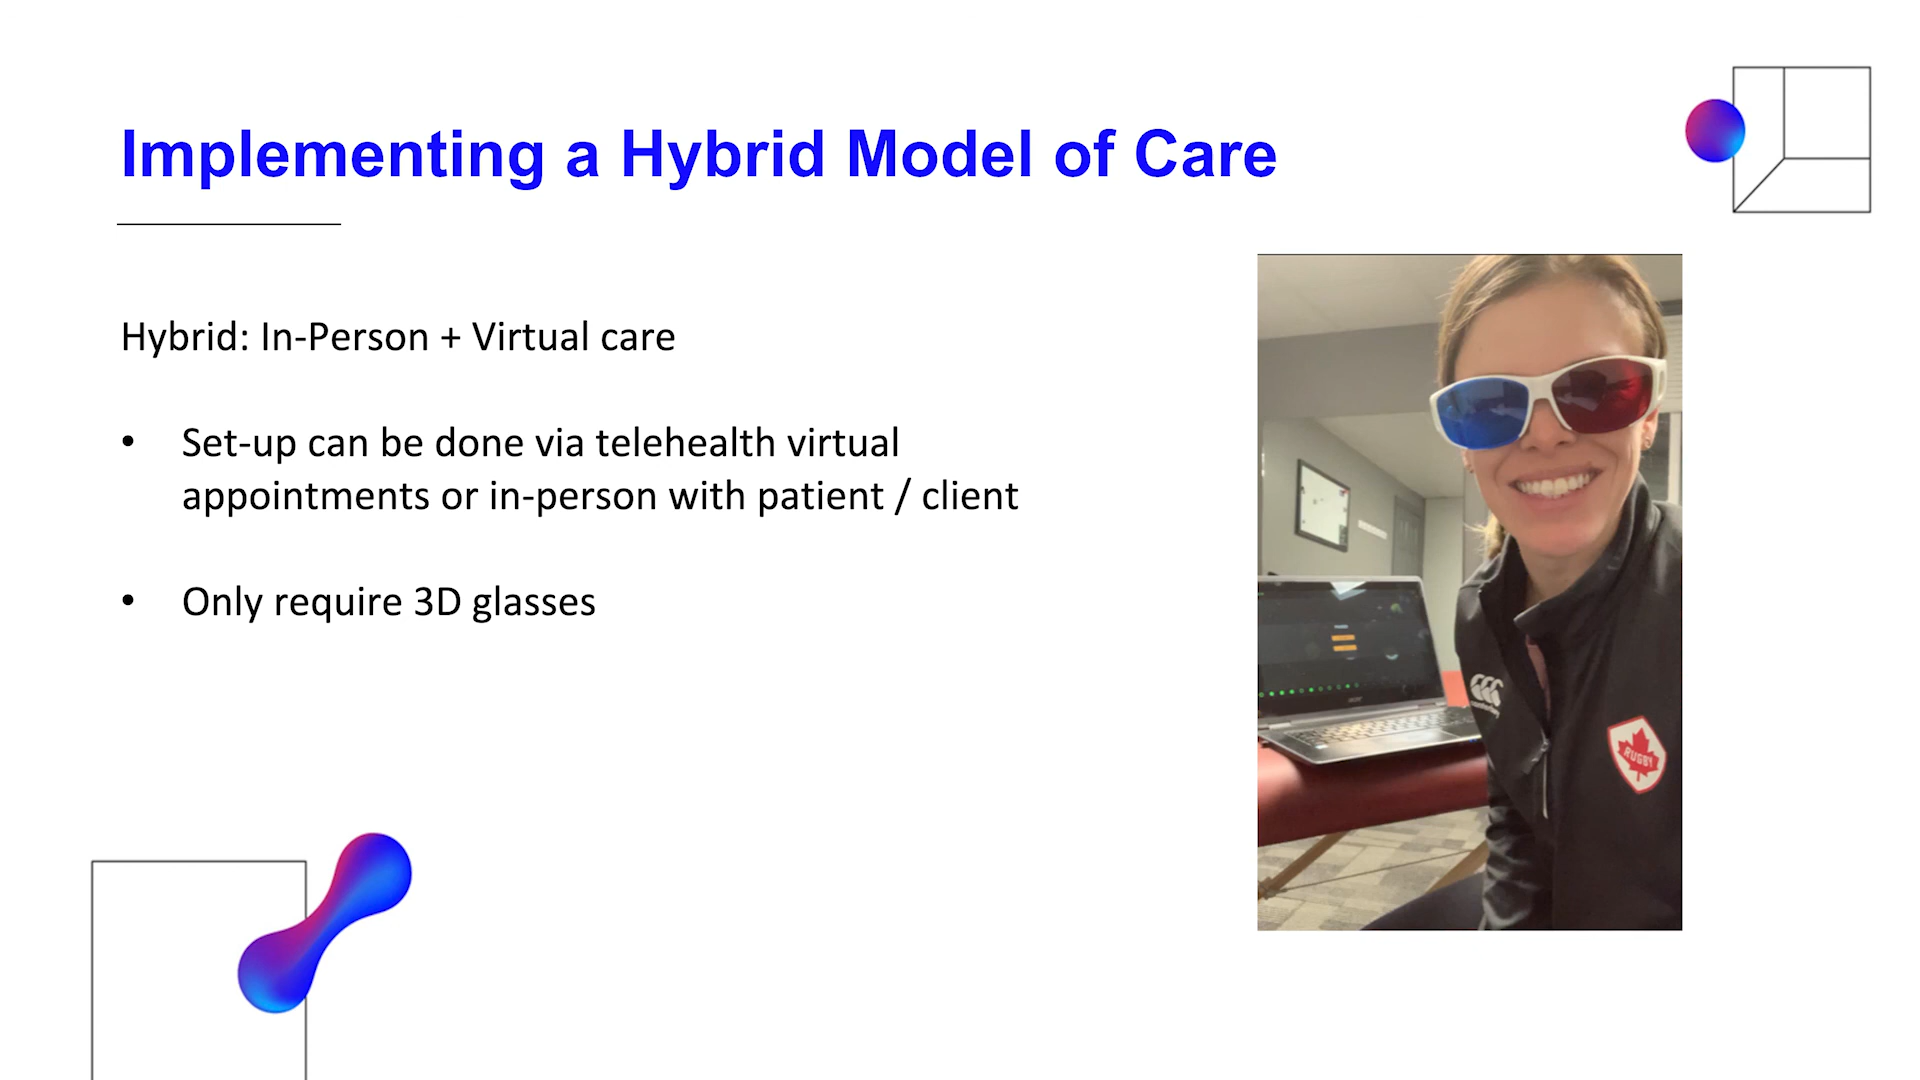 Implementing a Hybrid Model of Care
Hybrid: In-Person + Virtual care
• Set-up can be done via telehealth virtual
appointments or in-person with patient / client
• Only require 3D glasses
RUGBY
acer